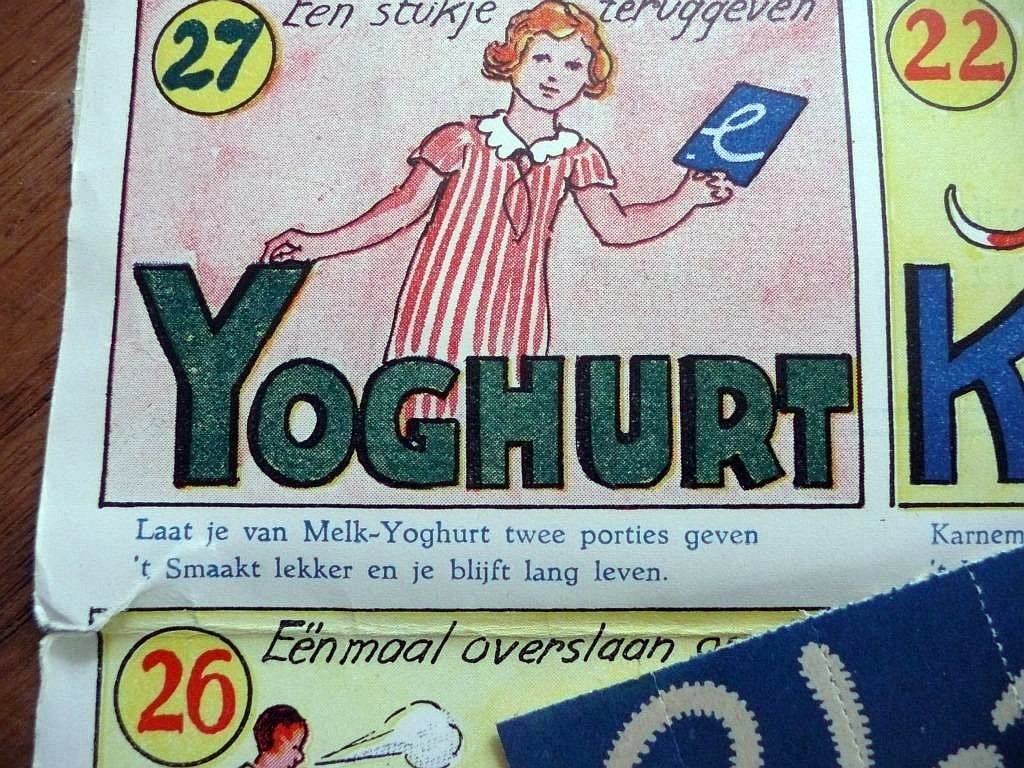 27
Een stukje teruggeven
22
e
YOGHURT
K
Laat je van Melk-Yoghurt twee porties geven
't Smaakt lekker en je blijft lang leven.
Karnem
't
26
Eénmaal overslaan